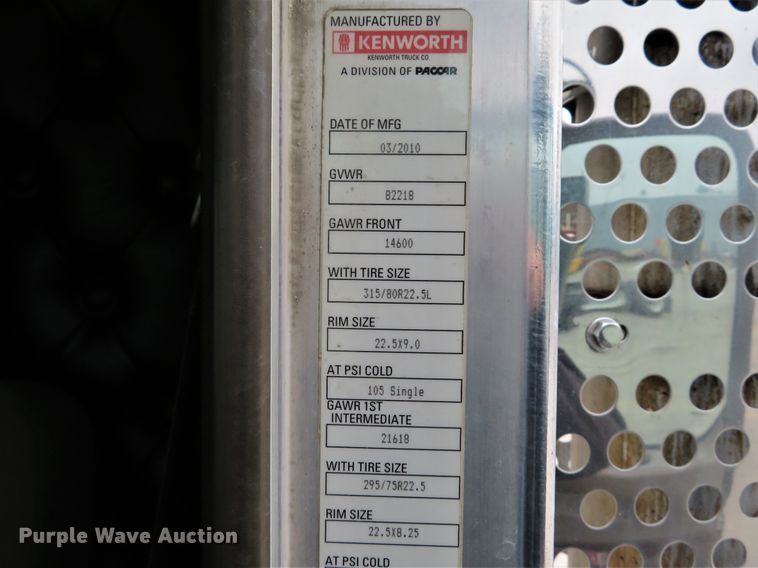 MANUFACTURED BY
KENWORTH
KENWORTH TRUCK CO.
A DIVISION OF PACCAR
DATE OF MFG
03/2010
GVWR
82218
GAWR FRONT
14600
WITH TIRE SIZE
315/80R22.5L
RIM SIZE
22.5X9.0
AT PSI COLD
105 Single
GAWR 1ST
INTERMEDIATE
21618
WITH TIRE SIZE
295/75R22.5
RIM SIZE
22.5X8.25
AT PSI COLD
Purple Wave Auction®